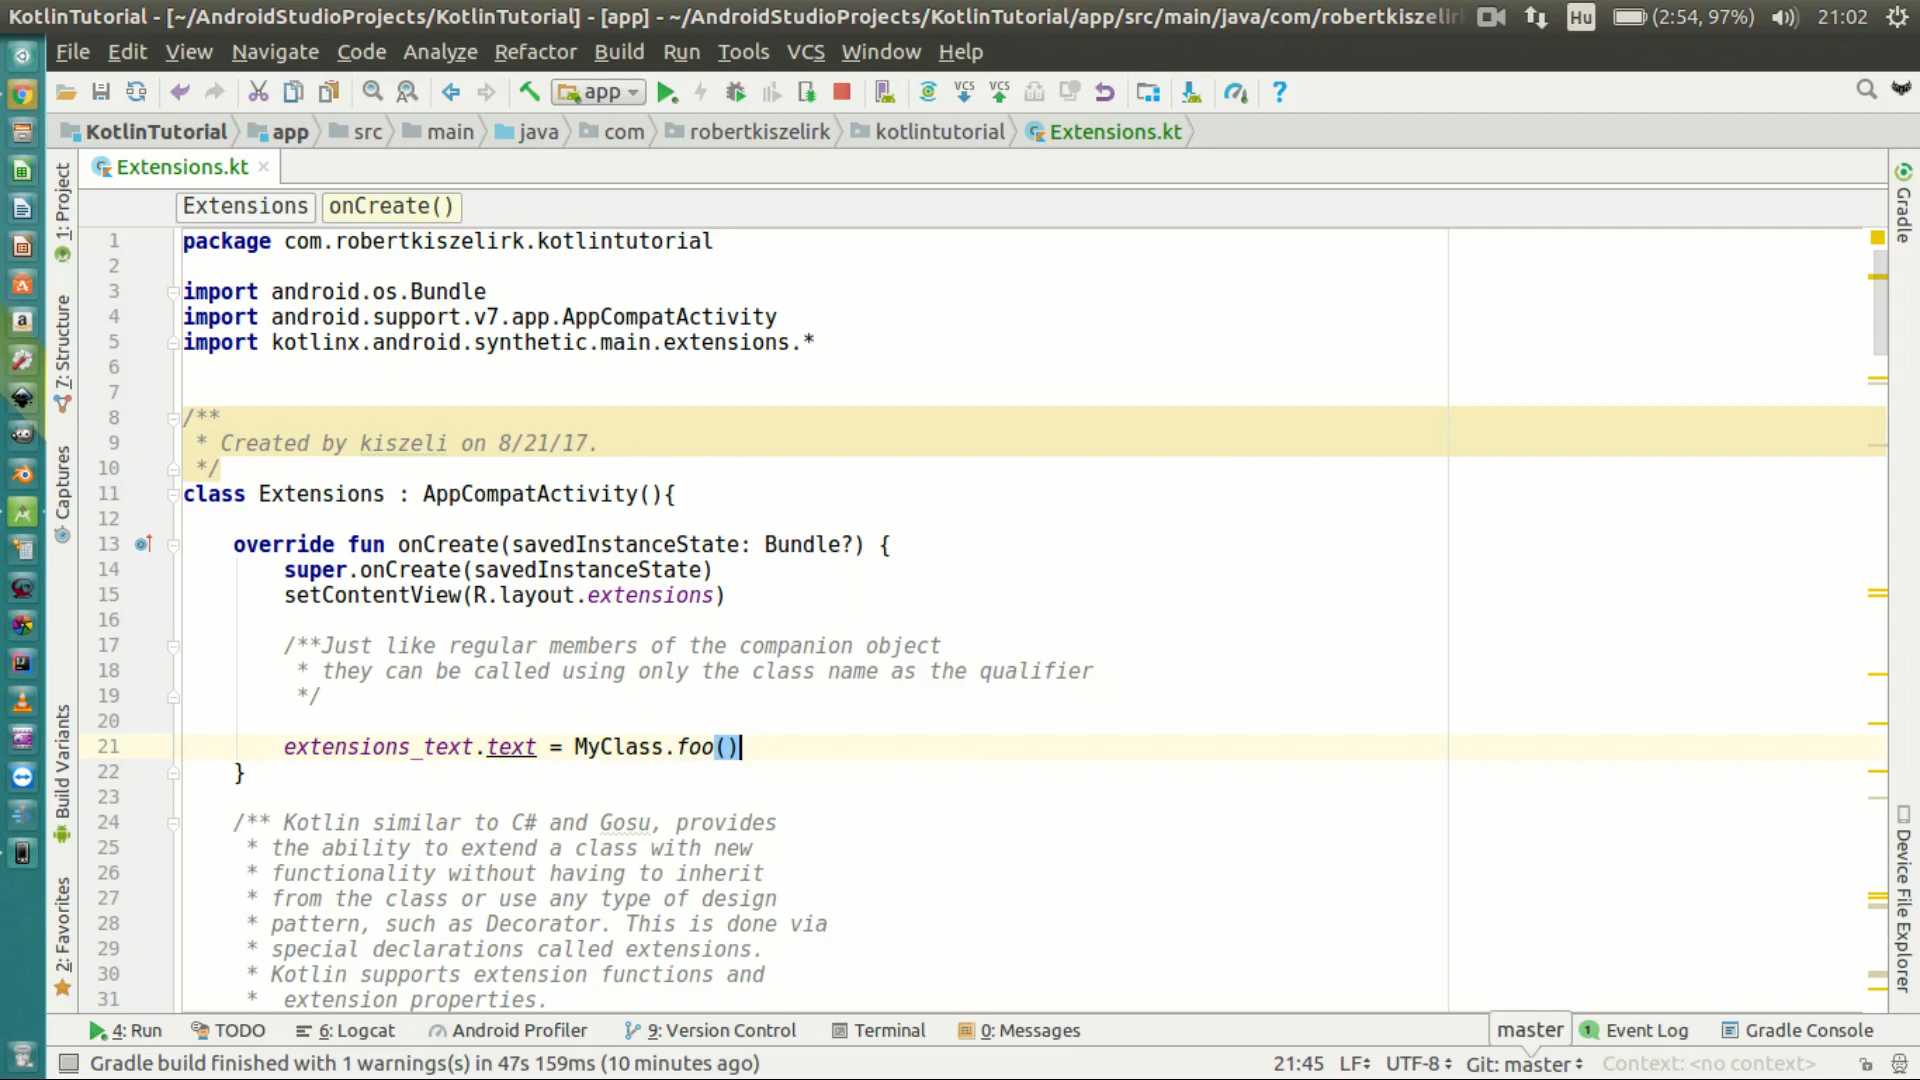 KotlinTutorial - [~/AndroidStudioProjects/KotlinTutorial] - [app] - ~/AndroidStudioProjects/KotlinTutorial/app/src/main/java/com/robertkiszelir Hu (2:54, 97%) 21:02
File Edit View Navigate Code Analyze Refactor Build Run Tools VCS Window Help
app VCS VCS ?
KotlinTutorial app src main java com robertkiszelirk kotlintutorial Extensions.kt
Extensions.kt
Extensions onCreate()
1 package com.robertkiszelirk.kotlintutorial
2
3 import android.os.Bundle
4 import android.support.v7.app.AppCompatActivity
5 import kotlinx.android.synthetic.main.extensions.*
6
7
8 /**
9 * Created by kiszeli on 8/21/17.
10 */
11 class Extensions : AppCompatActivity(){
12
13 override fun onCreate(savedInstanceState: Bundle?) {
14 super.onCreate(savedInstanceState)
15 setContentView(R.layout.extensions)
16
17 /**Just like regular members of the companion object
18 * they can be called using only the class name as the qualifier
19 */
20
21 extensions_text.text = MyClass.foo()
22 }
23
24 /** Kotlin similar to C# and Gosu, provides
25 * the ability to extend a class with new
26 * functionality without having to inherit
27 * from the class or use any type of design
28 * pattern, such as Decorator. This is done via
29 * special declarations called extensions.
30 * Kotlin supports extension functions and
31 * extension properties.
1: Project
7: Structure
Captures
Build Variants
2: Favorites
Gradle
Device File Explorer
4: Run TODO 6: Logcat Android Profiler 9: Version Control Terminal 0: Messages master 1 Event Log Gradle Console
Gradle build finished with 1 warnings(s) in 47s 159ms (10 minutes ago) 21:45 LF UTF-8 Git: master Context: <no context>